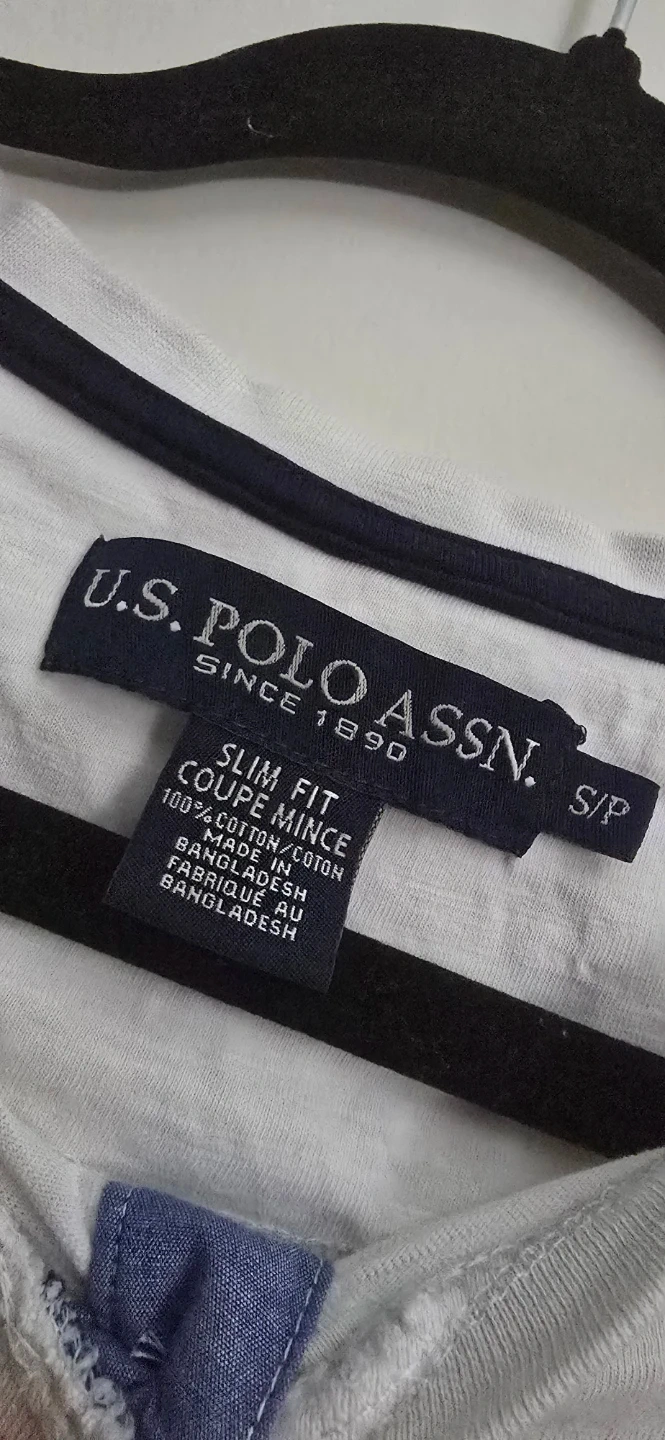 U.S. POLO ASSN.
SINCE 1890
S/P
SLIM FIT
COUPE MINCE
100% COTTON/COTON
MADE IN
BANGLADESH
FABRIQUÉ AU
BANGLADESH